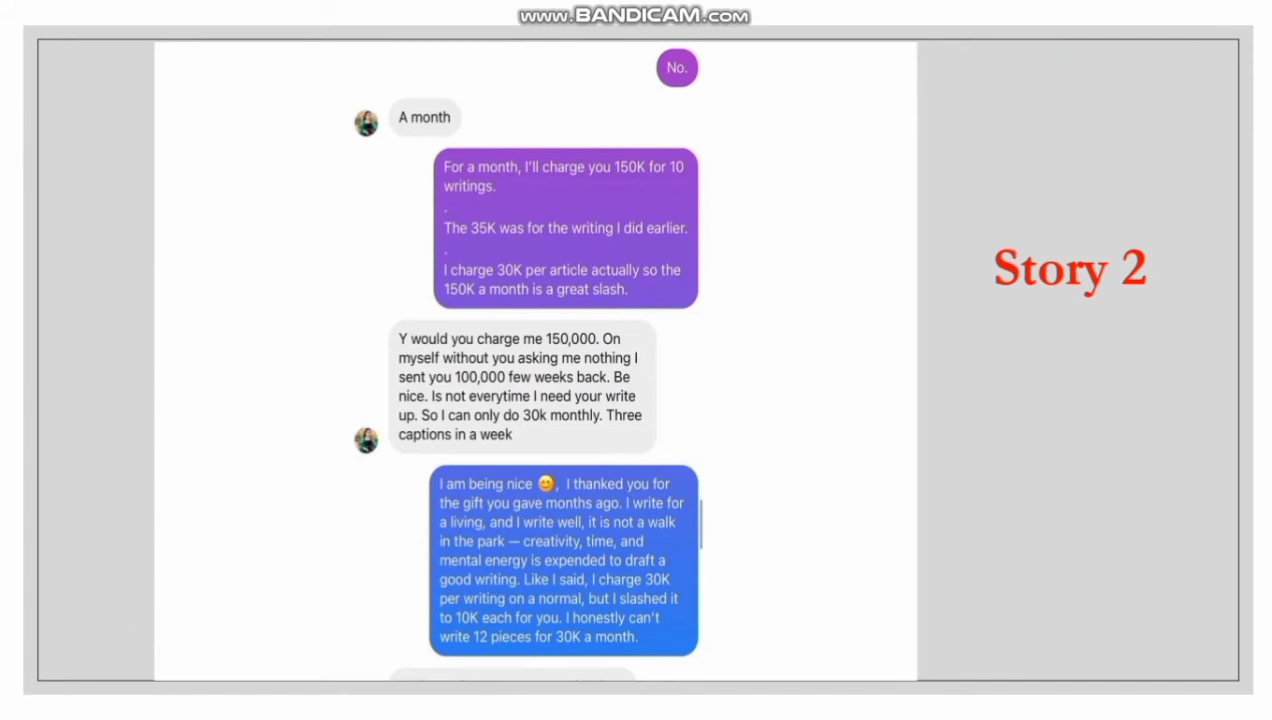 www.BANDICAM.com
No.
A month
For a month, I'll charge you 150K for 10
writings.
.
The 35K was for the writing I did earlier.
.
I charge 30K per article actually so the
150K a month is a great slash.
Story 2
Y would you charge me 150,000. On
myself without you asking me nothing I
sent you 100,000 few weeks back. Be
nice. Is not everytime I need your write
up. So I can only do 30k monthly. Three
captions in a week
I am being nice 😊,  I thanked you for
the gift you gave months ago. I write for
a living, and I write well, it is not a walk
in the park — creativity, time, and
mental energy is expended to draft a
good writing. Like I said, I charge 30K
per writing on a normal, but I slashed it
to 10K each for you. I honestly can't
write 12 pieces for 30K a month.